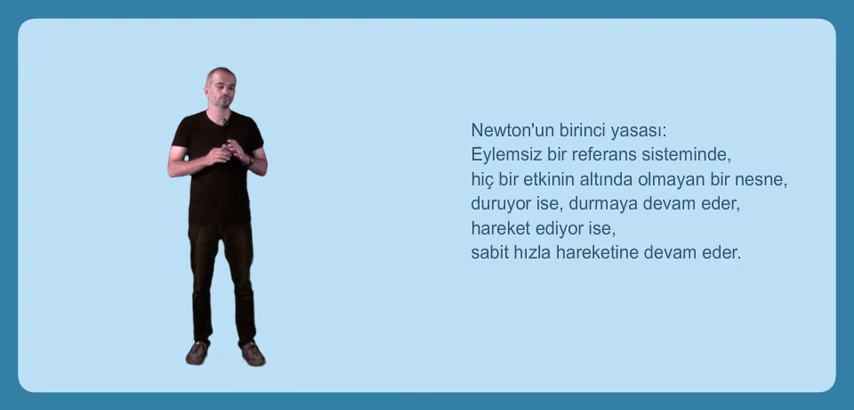 Newton'un birinci yasası:
Eylemsiz bir referans sisteminde,
hiç bir etkinin altında olmayan bir nesne,
duruyor ise, durmaya devam eder,
hareket ediyor ise,
sabit hızla hareketine devam eder.